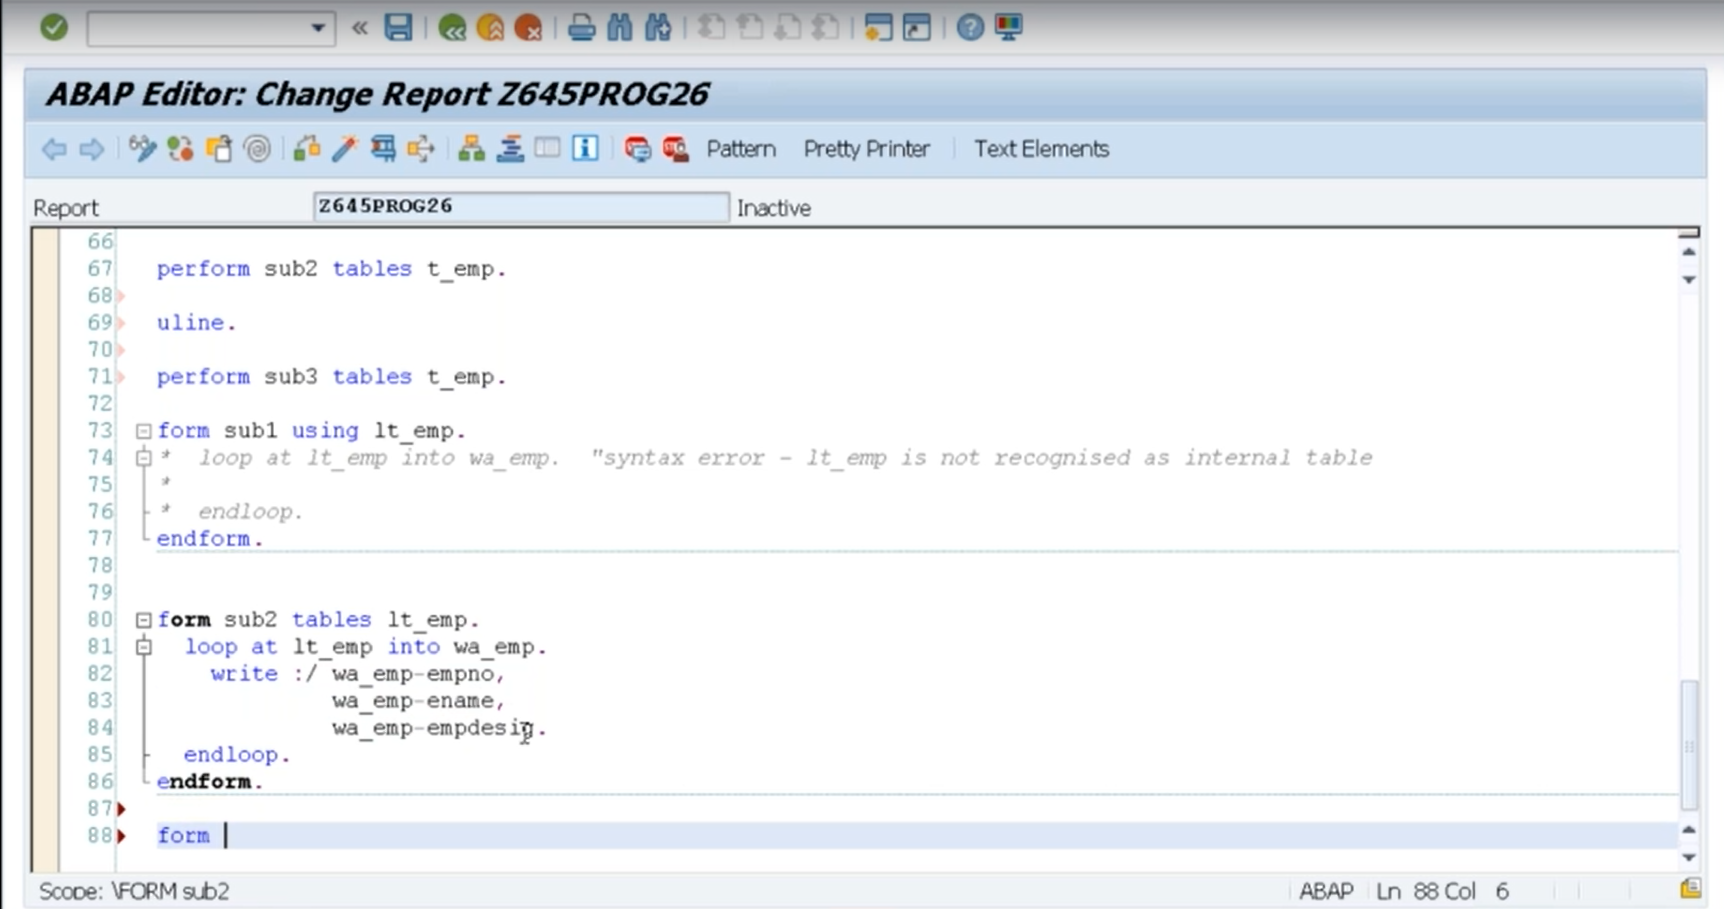 ABAP Editor: Change Report Z645PROG26
Pattern Pretty Printer Text Elements
Report Z645PROG26 Inactive
66
67 perform sub2 tables t_emp.
68
69 uline.
70
71 perform sub3 tables t_emp.
72
73 form sub1 using lt_emp.
74 * loop at lt_emp into wa_emp. "syntax error - lt_emp is not recognised as internal table
75 *
76 * endloop.
77 endform.
78
79
80 form sub2 tables lt_emp.
81 loop at lt_emp into wa_emp.
82 write :/ wa_emp-empno,
83 wa_emp-ename,
84 wa_emp-empdesig.
85 endloop.
86 endform.
87
88 form
Scope: \FORM sub2 ABAP Ln 88 Col 6